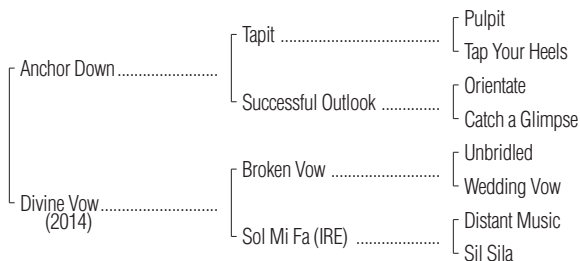 Pulpit
Tapit
Tap Your Heels
Anchor Down
Orientate
Successful Outlook
Catch a Glimpse
Unbridled
Broken Vow
Wedding Vow
Divine Vow
(2014)
Distant Music
Sol Mi Fa (IRE)
Sil Sila